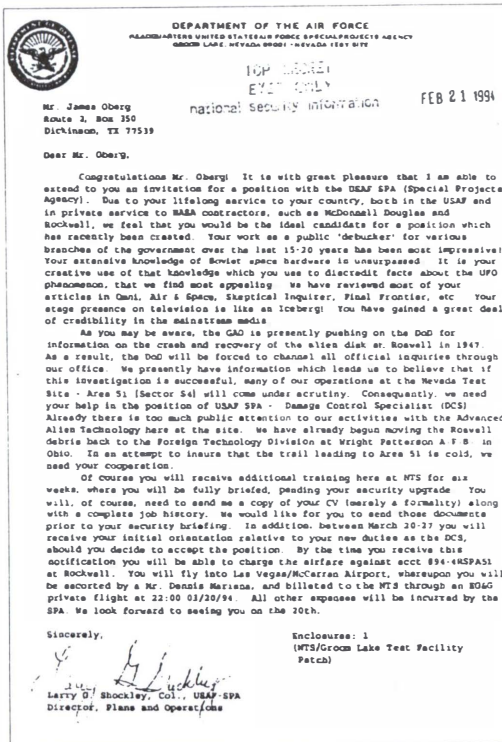 DEPARTMENT OF THE AIR FORCE
HEADQUARTERS UNITED STATES AIR FORCE SPECIAL PROJECTS AGENCY
GROOM LAKE, NEVADA 89001 - NEVADA TEST SITE
TOP SECRET
EYES ONLY
national security information
FEB 21 1994
Mr. James Oberg
Route 2, Box 350
Dickinson, TX 77539
Dear Mr. Oberg,
Congratulations Mr. Oberg! It is with great pleasure that I am able to
extend to you an invitation for a position with the USAF SPA (Special Projects
Agency). Due to your lifelong service to your country, both in the USAF and
in private service to NASA contractors, such as McDonnell Douglas and
Rockwell, we feel that you would be the ideal candidate for a position which
has recently been created. Your work as a public 'debunker' for various
branches of the government over the last 15-20 years has been most impressive!
Your extensive knowledge of Soviet space hardware is unsurpassed. It is your
creative use of that knowledge which you use to discredit facts about the UFO
phenomenon, that we find most appealing. We have reviewed most of your
articles in Omni, Air & Space, Skeptical Inquirer, Final Frontier, etc. Your
stage presence on television is like an Iceberg! You have gained a great deal
of credibility in the mainstream media.
As you may be aware, the GAO is presently pushing on the DoD for
information on the crash and recovery of the alien disk at Roswell in 1947.
As a result, the DoD will be forced to channel all official inquiries through
our office. We presently have information which leads us to believe that if
this investigation is successful, many of our operations at the Nevada Test
Site - Area 51 [Sector S4] will come under scrutiny. Consequently, we need
your help in the position of USAF SPA - Damage Control Specialist (DCS)
Already there is too much public attention to our activities with the Advanced
Alien Technology here at the site. We have already begun moving the Roswell
debris back to the Foreign Technology Division at Wright Patterson A.F.B. in
Ohio. In an attempt to insure that the trail leading to Area 51 is cold, we
need your cooperation.
Of course you will receive additional training here at NTS for six
weeks, where you will be fully briefed, pending your security upgrade. You
will, of course, need to send me a copy of your CV (merely a formality) along
with a complete job history. We would like for you to send those documents
prior to your security briefing. In addition, between March 20-27 you will
receive your initial orientation relative to your new duties as the DCS,
should you decide to accept the position. By the time you receive this
notification you will be able to charge the airfare against acct #94-4RSPA51
at Rockwell. You will fly into Las Vegas/McCarran Airport, whereupon you will
be escorted by a Mr. Dennis Mariana, and billeted to the NTS through an EG&G
private flight at 22:00 03/20/94. All other expenses will be incurred by the
SPA. We look forward to seeing you on the 20th.
Sincerely,
Enclosures: 1
(NTS/Groom Lake Test Facility
Patch)
Larry O. Shockley, Col., USAF-SPA
Director, Plans and Operations